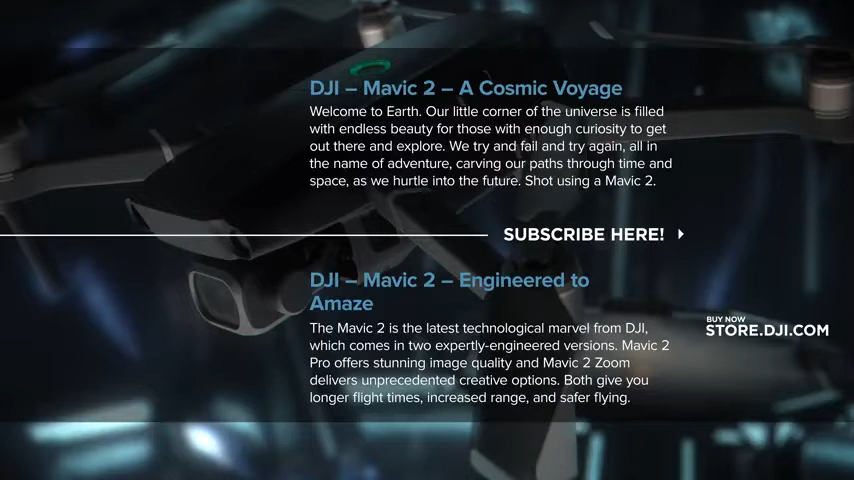 DJI – Mavic 2 – A Cosmic Voyage
Welcome to Earth. Our little corner of the universe is filled
with endless beauty for those with enough curiosity to get
out there and explore. We try and fail and try again, all in
the name of adventure, carving our paths through time and
space, as we hurtle into the future. Shot using a Mavic 2.
SUBSCRIBE HERE!
DJI – Mavic 2 – Engineered to
Amaze
The Mavic 2 is the latest technological marvel from DJI,
which comes in two expertly-engineered versions. Mavic 2
Pro offers stunning image quality and Mavic 2 Zoom
delivers unprecedented creative options. Both give you
longer flight times, increased range, and safer flying.
BUY NOW
STORE.DJI.COM